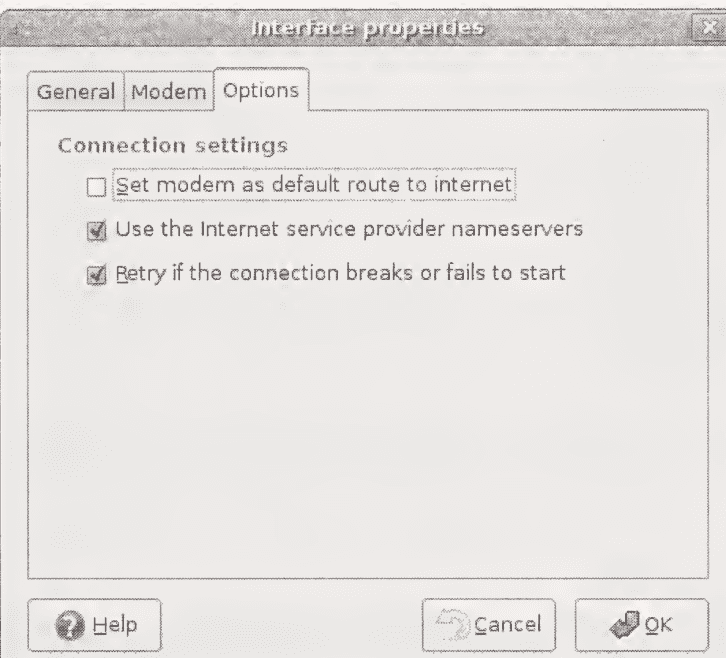 Interface properties
General Modem Options
Connection settings
Set modem as default route to internet
Use the Internet service provider nameservers
Retry if the connection breaks or fails to start
Help Cancel OK